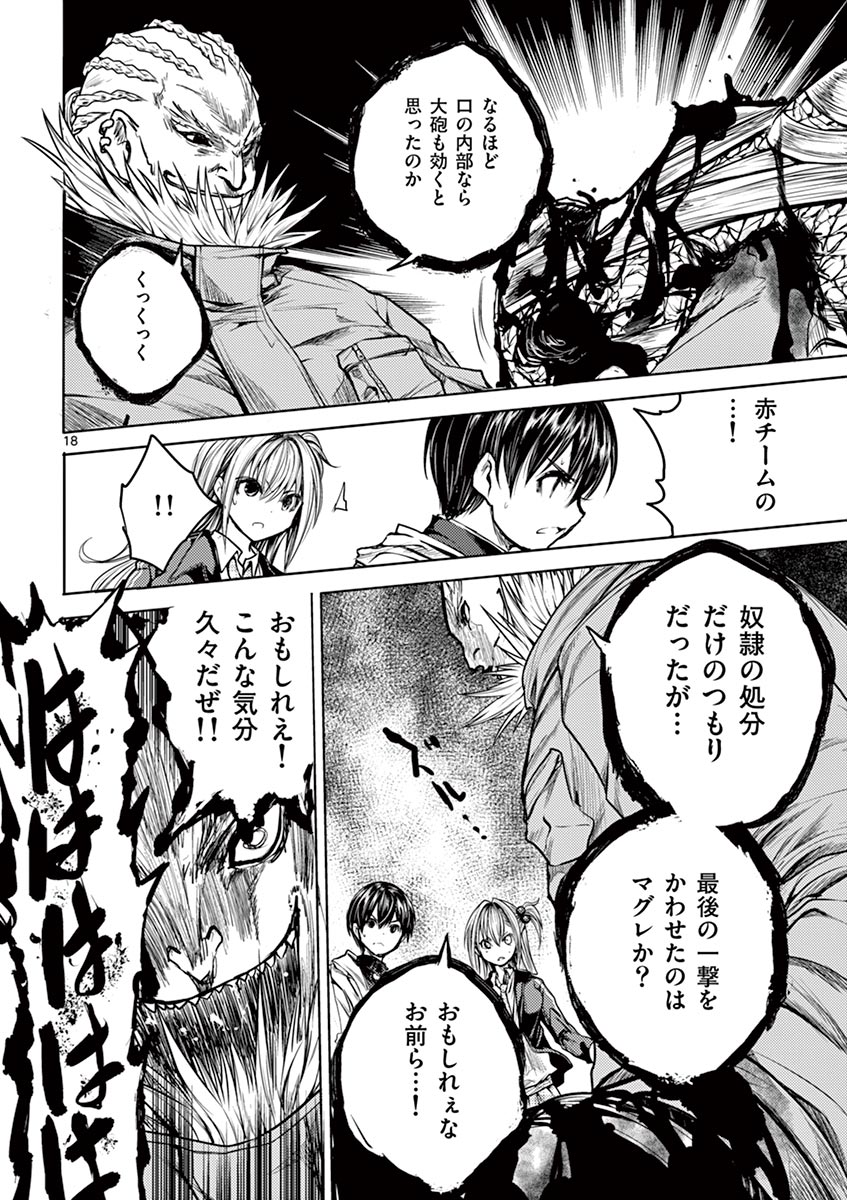 なるほど
口の内部なら
大砲も効くと
思ったのか
くっくっく
18
赤チームの
…！
！！
奴隷の処分
だけのつもり
だったが…
最後の一撃を
かわせたのは
マグレか？
ズル…
おもしれぇな
お前ら…！
おもしれえ！
こんな気分
久々だぜ！！
はははははは